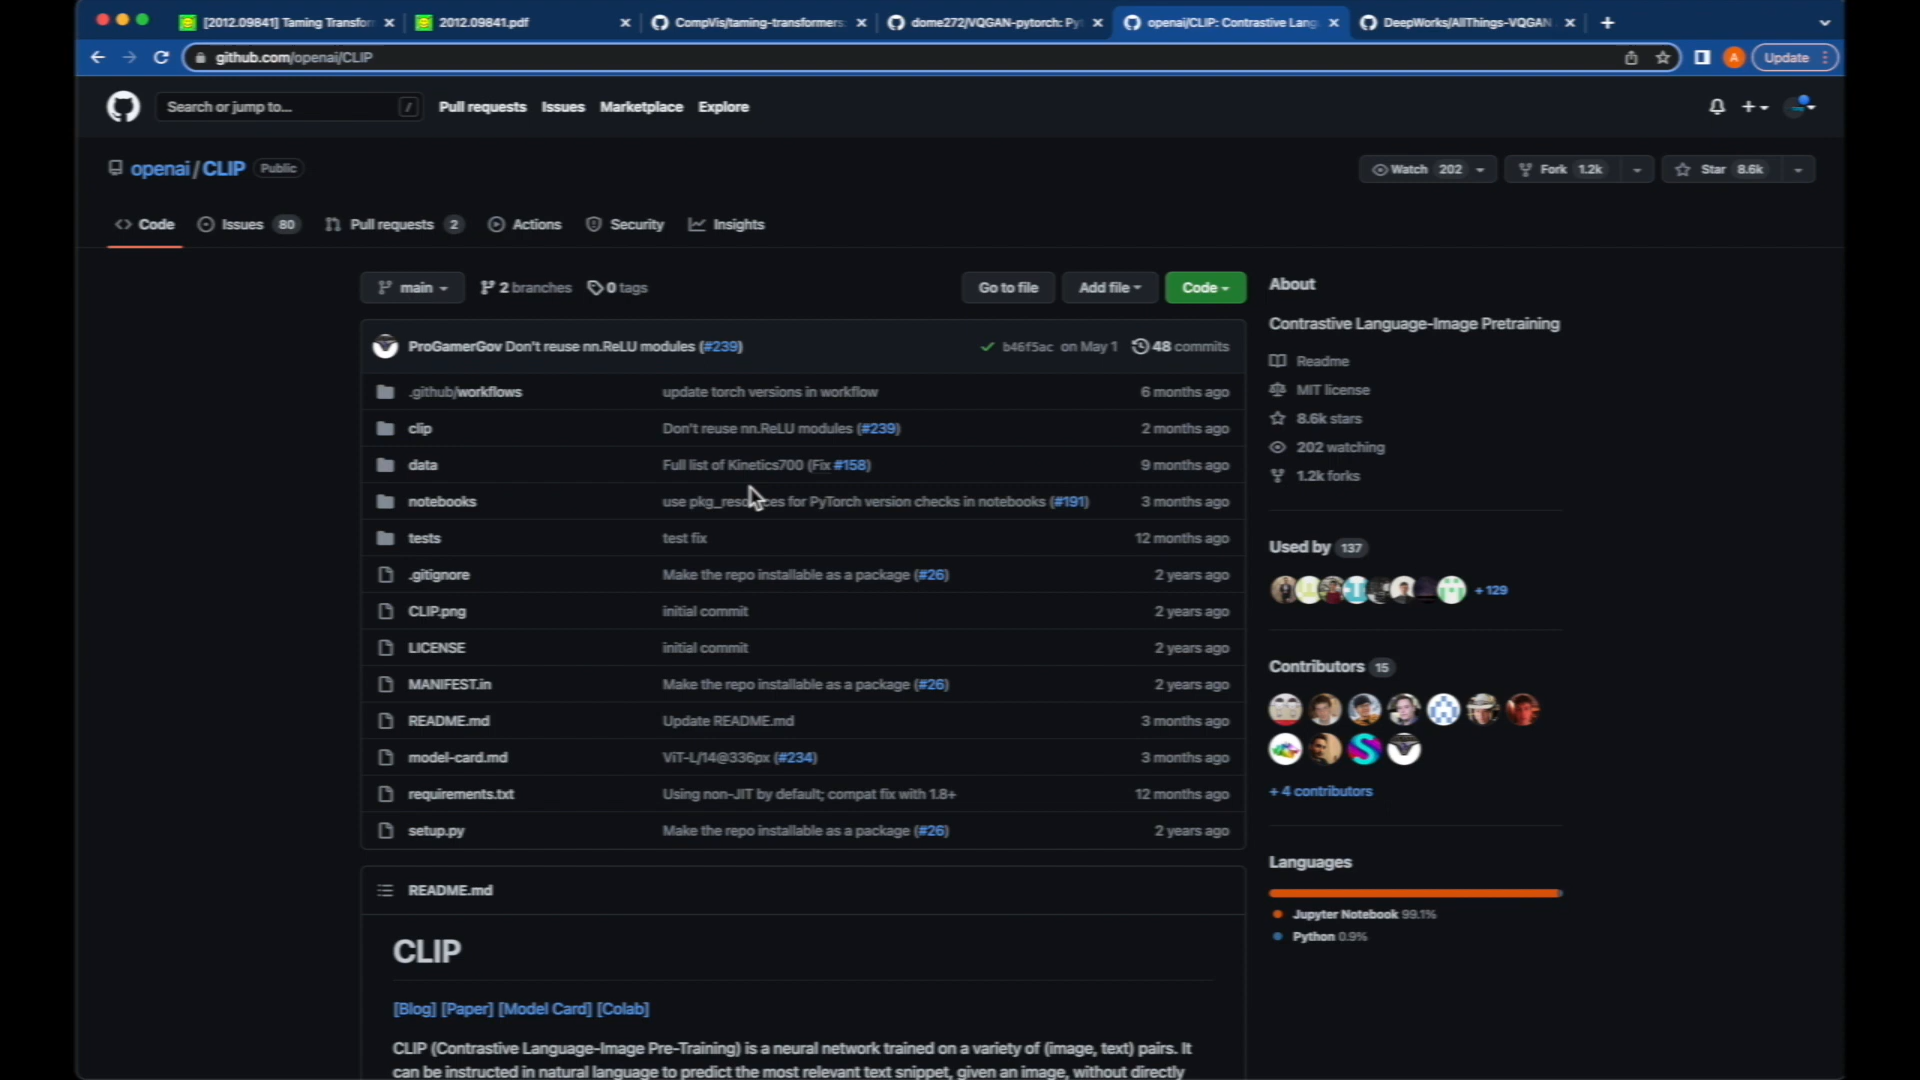 [2012.09841] Taming Transfor
2012.09841.pdf
CompVis/taming-transformers:
dome272/VQGAN-pytorch: Py
openai/CLIP: Contrastive Lang
DeepWorks/AllThings-VQGAN
github.com/openai/CLIP
A
Update
Search or jump to...
/
Pull requests
Issues
Marketplace
Explore
openai/CLIP
Public
Watch 202
Fork 1.2k
Star 8.6k
Code
Issues 80
Pull requests 2
Actions
Security
Insights
main
2 branches
0 tags
Go to file
Add file
Code
ProGamerGov Don't reuse nn.ReLU modules (#239)
b46f5ac on May 1
48 commits
.github/workflows
update torch versions in workflow
6 months ago
clip
Don't reuse nn.ReLU modules (#239)
2 months ago
data
Full list of Kinetics700 (Fix #158)
9 months ago
notebooks
use pkg_resources for PyTorch version checks in notebooks (#191)
3 months ago
tests
test fix
12 months ago
.gitignore
Make the repo installable as a package (#26)
2 years ago
CLIP.png
initial commit
2 years ago
LICENSE
initial commit
2 years ago
MANIFEST.in
Make the repo installable as a package (#26)
2 years ago
README.md
Update README.md
3 months ago
model-card.md
ViT-L/14@336px (#234)
3 months ago
requirements.txt
Using non-JIT by default; compat fix with 1.8+
12 months ago
setup.py
Make the repo installable as a package (#26)
2 years ago
README.md
CLIP
[Blog] [Paper] [Model Card] [Colab]
CLIP (Contrastive Language-Image Pre-Training) is a neural network trained on a variety of (image, text) pairs. It
can be instructed in natural language to predict the most relevant text snippet, given an image, without directly
About
Contrastive Language-Image Pretraining
Readme
MIT license
8.6k stars
202 watching
1.2k forks
Used by 137
+ 129
Contributors 15
+ 4 contributors
Languages
Jupyter Notebook 99.1%
Python 0.9%